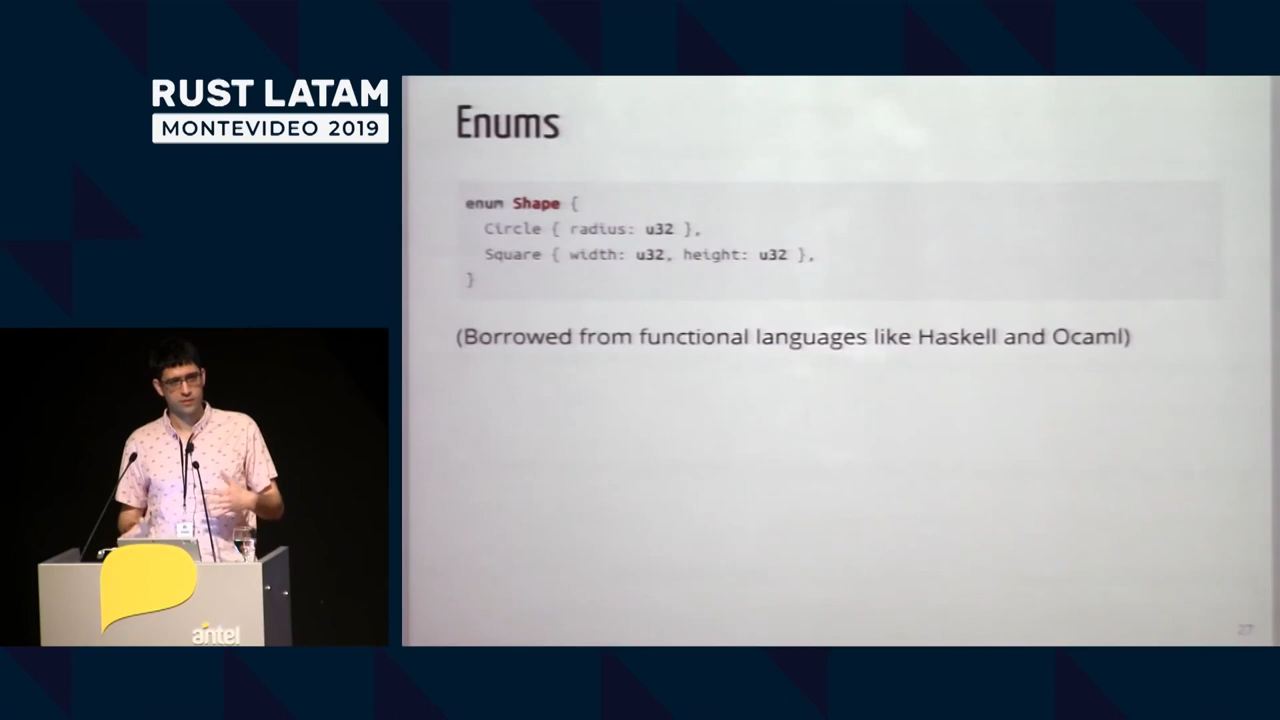 RUST LATAM
MONTEVIDEO 2019
Enums
enum Shape {
Circle { radius: u32 },
Square { width: u32, height: u32 },
}
(Borrowed from functional languages like Haskell and Ocaml)
27
antel